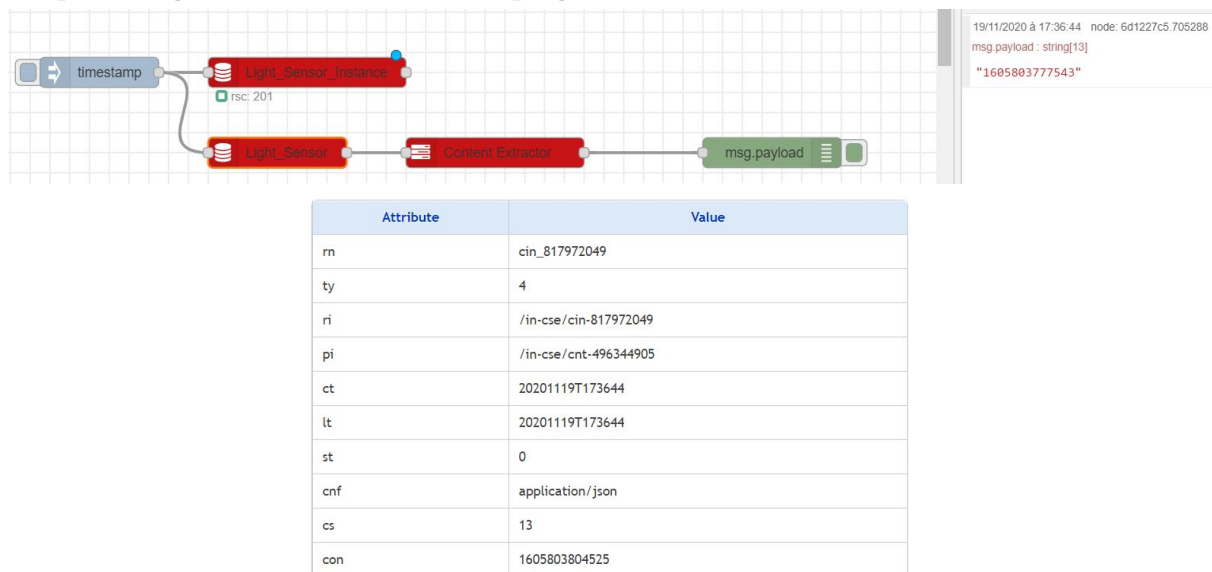 19/11/2020 à 17:36:44 node: 6d1227c5.705288
msg.payload : string[13]
"1605803777543"
timestamp
Light_Sensor_Instance
rsc: 201
Light_Sensor
Content Extractor
msg.payload
Attribute Value
rn cin_817972049
ty 4
ri /in-cse/cin-817972049
pi /in-cse/cnt-496344905
ct 20201119T173644
lt 20201119T173644
st 0
cnf application/json
cs 13
con 1605803804525